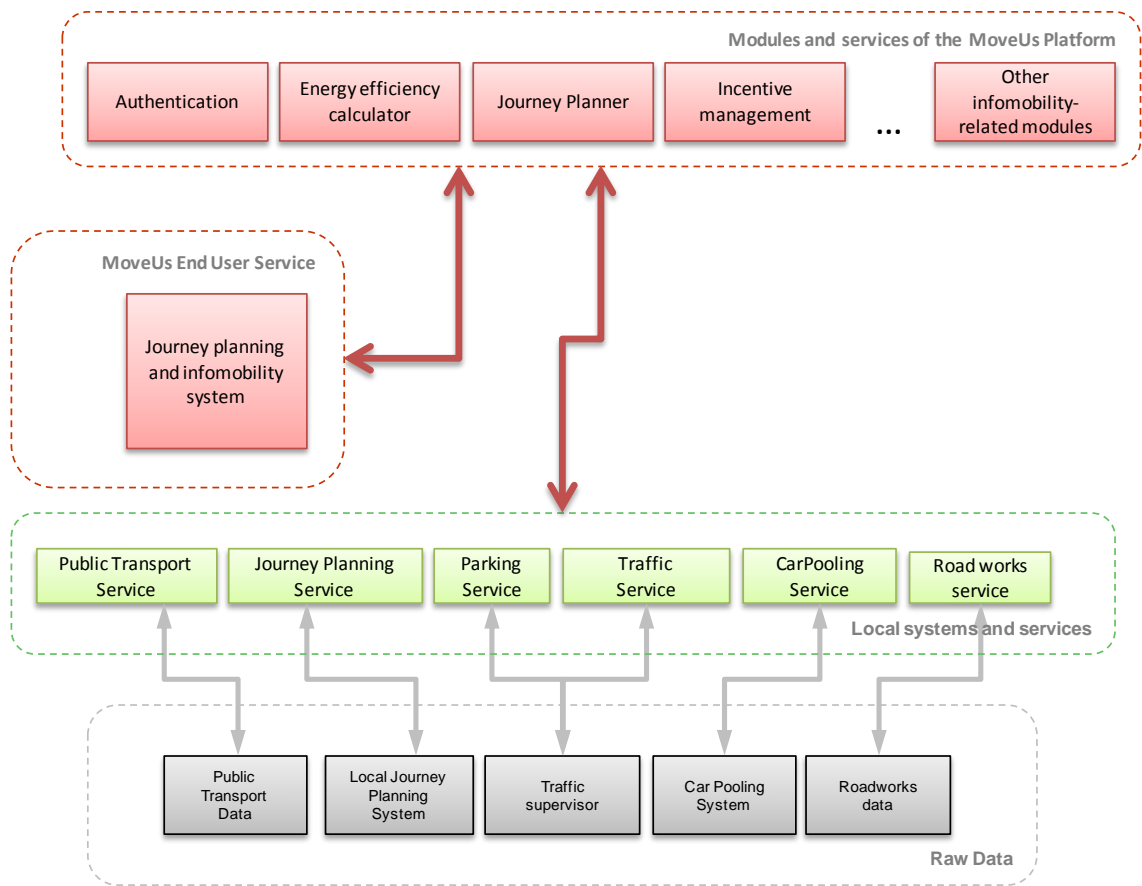 Modules and services of the MoveUs Platform
Authentication
Energy efficiency
calculator
Journey Planner
Incentive
management
...
Other
infomobility-
related modules
MoveUs End User Service
Journey planning
and infomobility
system
Public Transport
Service
Journey Planning
Service
Parking
Service
Traffic
Service
CarPooling
Service
Road works
service
Local systems and services
Public
Transport
Data
Local Journey
Planning
System
Traffic
supervisor
Car Pooling
System
Roadworks
data
Raw Data